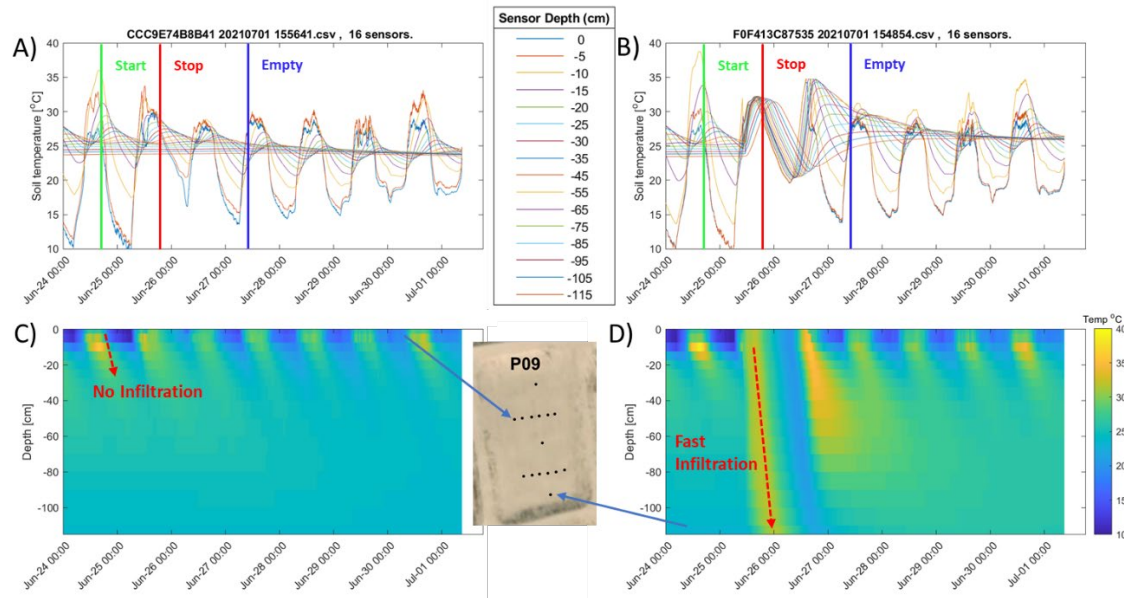 A)
CCC9E74B8B41 20210701 155641.csv , 16 sensors.
Start
Stop
Empty
Soil temperature [°C]
40
35
30
25
20
15
10
Jun-24 00:00
Jun-25 00:00
Jun-26 00:00
Jun-27 00:00
Jun-28 00:00
Jun-29 00:00
Jun-30 00:00
Jul-01 00:00
Sensor Depth (cm)
0
-5
-10
-15
-20
-25
-30
-35
-45
-55
-65
-75
-85
-95
-105
-115
B)
F0F413C87535 20210701 154854.csv , 16 sensors.
Start
Stop
Empty
Soil temperature [°C]
40
35
30
25
20
15
10
Jun-24 00:00
Jun-25 00:00
Jun-26 00:00
Jun-27 00:00
Jun-28 00:00
Jun-29 00:00
Jun-30 00:00
Jul-01 00:00
C)
No Infiltration
Depth [cm]
0
-20
-40
-60
-80
-100
Jun-24 00:00
Jun-25 00:00
Jun-26 00:00
Jun-27 00:00
Jun-28 00:00
Jun-29 00:00
Jun-30 00:00
Jul-01 00:00
P09
D)
Fast
Infiltration
Depth [cm]
0
-20
-40
-60
-80
-100
Jun-24 00:00
Jun-25 00:00
Jun-26 00:00
Jun-27 00:00
Jun-28 00:00
Jun-29 00:00
Jun-30 00:00
Jul-01 00:00
Temp °C
40
35
30
25
20
15
10